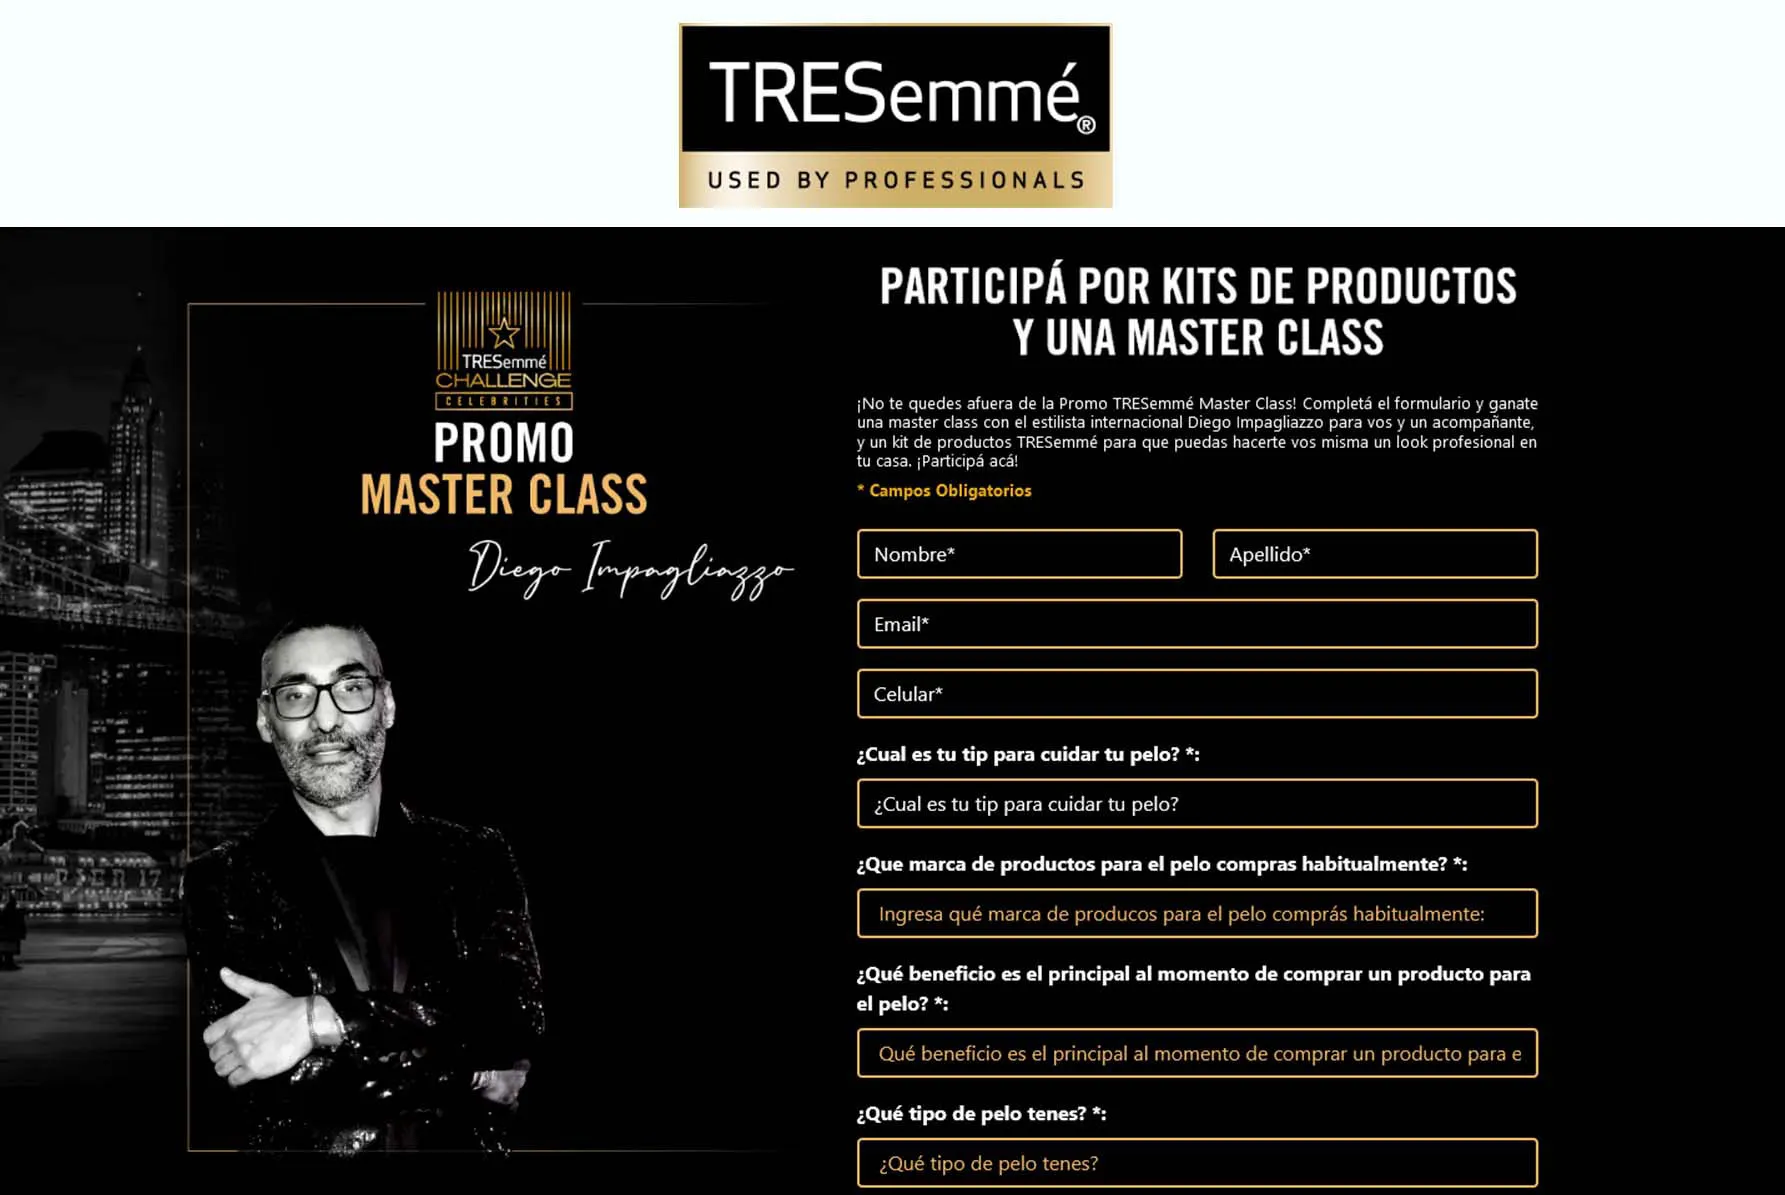 TRESemmé®
USED BY PROFESSIONALS
TRESemmé
CHALLENGE
CELEBRITIES
PROMO
MASTER CLASS
Diego Impagliazzo
PARTICIPÁ POR KITS DE PRODUCTOS
Y UNA MASTER CLASS
¡No te quedes afuera de la Promo TRESemmé Master Class! Completá el formulario y ganate
una master class con el estilista internacional Diego Impagliazzo para vos y un acompañante,
y un kit de productos TRESemmé para que puedas hacerte vos misma un look profesional en
tu casa. ¡Participá acá!
* Campos Obligatorios
Nombre*
Apellido*
Email*
Celular*
¿Cual es tu tip para cuidar tu pelo? *:
¿Cual es tu tip para cuidar tu pelo?
¿Que marca de productos para el pelo compras habitualmente? *:
Ingresa qué marca de producos para el pelo comprás habitualmente:
¿Qué beneficio es el principal al momento de comprar un producto para
el pelo? *:
Qué beneficio es el principal al momento de comprar un producto para e
¿Qué tipo de pelo tenes? *:
¿Qué tipo de pelo tenes?